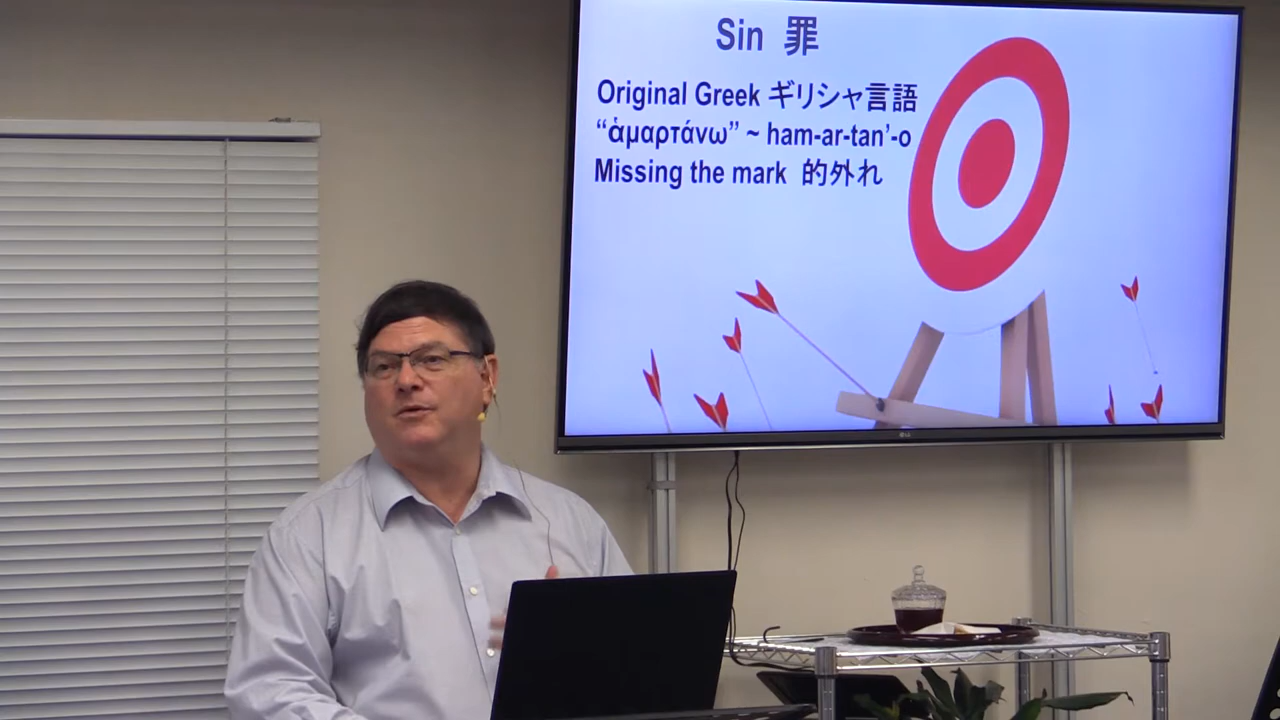 Sin 罪
Original Greek ギリシャ言語
“ἁμαρτάνω” ~ ham-ar-tan’-o
Missing the mark 的外れ
LG